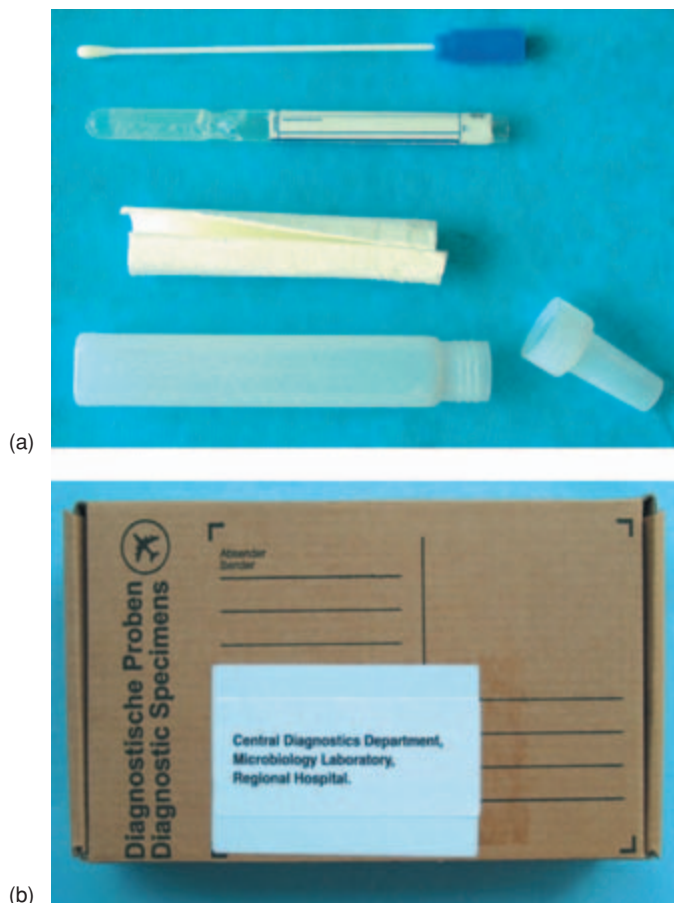 (a)
Diagnostische Proben
Diagnostic Specimens
Absender
Sender
Central Diagnostics Department,
Microbiology Laboratory,
Regional Hospital.
(b)